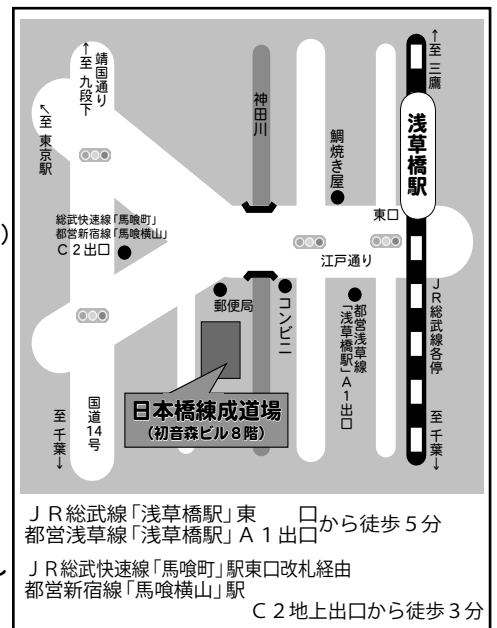 ↑至 三鷹
浅草橋駅
東口
JR総武線各停
至 千葉↓
靖国通り
↑至 九段下
↖至 東京駅
神田川
鯛焼き屋
総武快速線「馬喰町」
都営新宿線「馬喰横山」
C2出口
江戸通り
郵便局
コンビニ
都営浅草線
「浅草橋駅」A1出口
日本橋練成道場
(初音森ビル8階)
国道14号
至 千葉↓
JR総武線「浅草橋駅」東　　口
都営浅草線「浅草橋駅」A1出口から徒歩5分
JR総武快速線「馬喰町」駅東口改札経由
都営新宿線「馬喰横山」駅
C2地上出口から徒歩3分
)